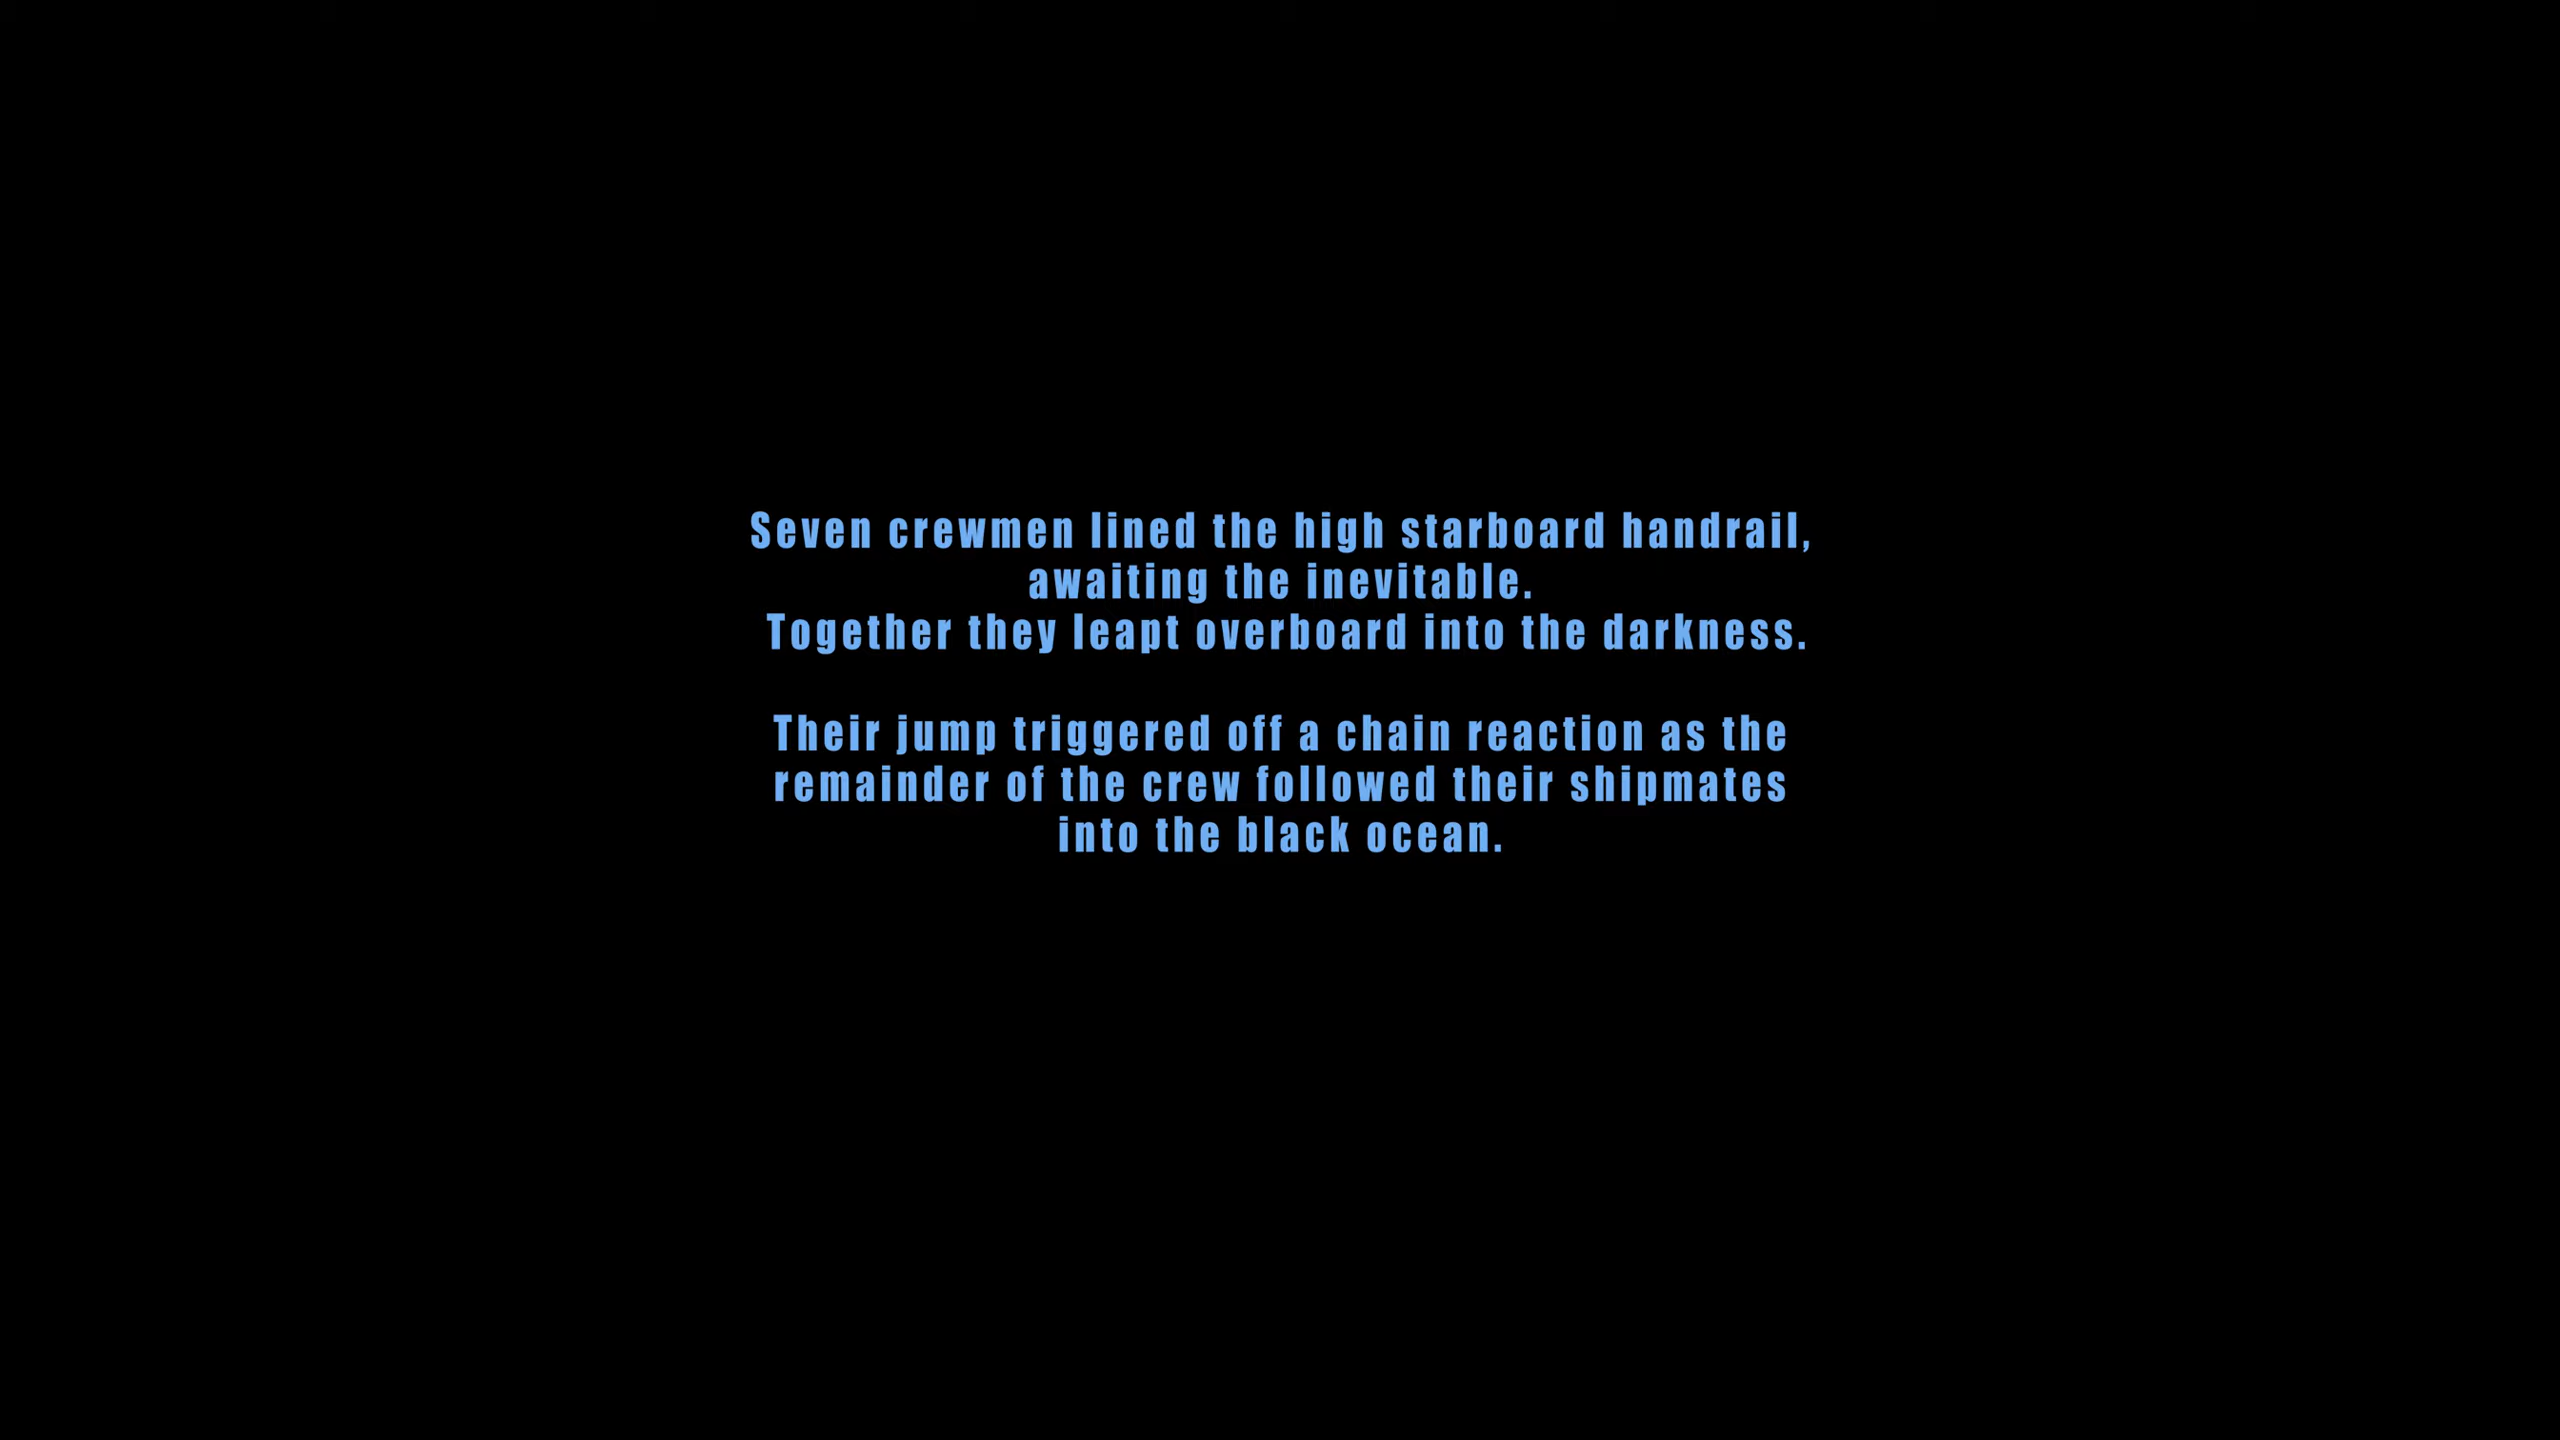 Seven crewmen lined the high starboard handrail,
awaiting the inevitable.
Together they leapt overboard into the darkness.
Their jump triggered off a chain reaction as the
remainder of the crew followed their shipmates
into the black ocean.